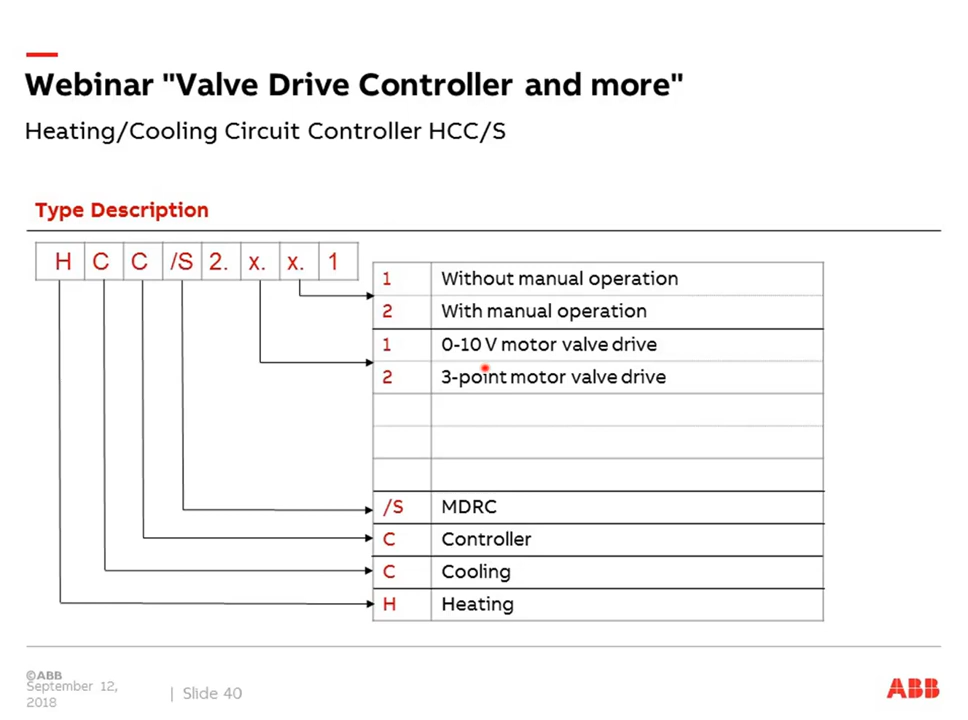 Webinar "Valve Drive Controller and more"
Heating/Cooling Circuit Controller HCC/S
Type Description
H C C /S 2. x. x. 1
1 Without manual operation
2 With manual operation
1 0-10 V motor valve drive
2 3-point motor valve drive
/S MDRC
C Controller
C Cooling
H Heating
©ABB
September 12,
2018
| Slide 40
ABB